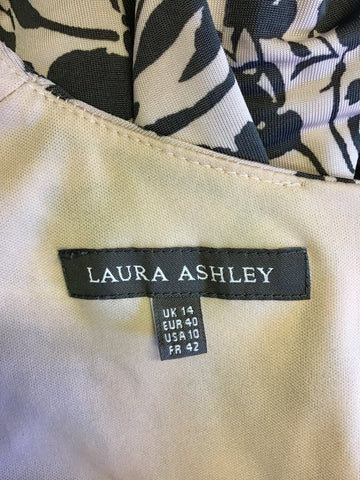 LAURA ASHLEY
UK 14
EUR 40
USA 10
FR 42